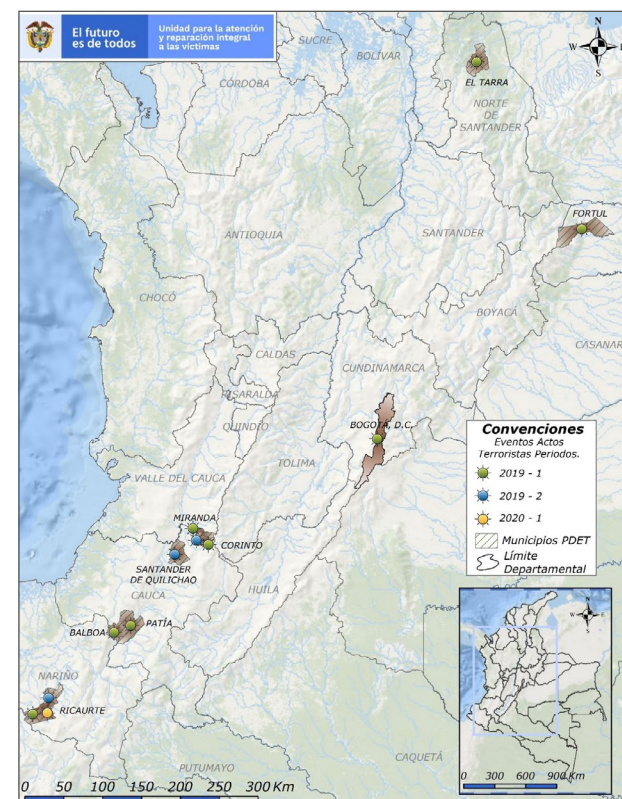 El futuro
es de todos
Unidad para la atención
y reparación integral
a las víctimas
N
W
S
SUCRE
BOLÍVAR
CÓRDOBA
EL TARRA
NORTE
DE
SANTANDER
FORTUL
ANTIOQUIA
SANTANDER
CHOCÓ
BOYACÁ
CASANAR
CALDAS
CUNDINAMARCA
RISARALDA
QUINDÍO
BOGOTÁ, D.C.
TOLIMA
VALLE DEL CAUCA
Convenciones
Eventos Actos
Terroristas Periodos.
2019 - 1
2019 - 2
2020 - 1
Municipios PDET
Límite
Departamental
MIRANDA
CORINTO
SANTANDER
DE QUILICHAO
CAUCA
HUILA
BALBOA
PATÍA
NARIÑO
RICAURTE
PUTUMAYO
CAQUETÁ
0 50 100 150 200 250 300 Km
0 300 600 900 Km